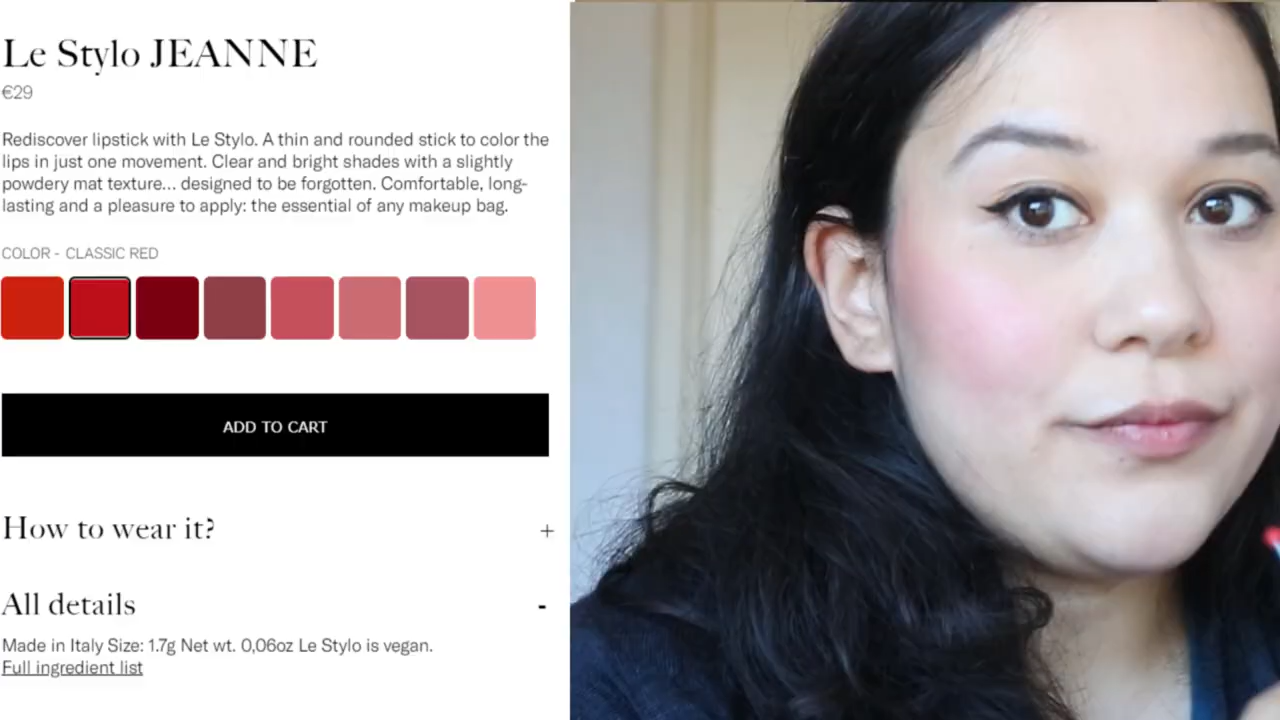 Le Stylo JEANNE
€29
Rediscover lipstick with Le Stylo. A thin and rounded stick to color the
lips in just one movement. Clear and bright shades with a slightly
powdery mat texture... designed to be forgotten. Comfortable, long-
lasting and a pleasure to apply: the essential of any makeup bag.
COLOR - CLASSIC RED
ADD TO CART
How to wear it? +
All details -
Made in Italy Size: 1.7g Net wt. 0,06oz Le Stylo is vegan.
Full ingredient list